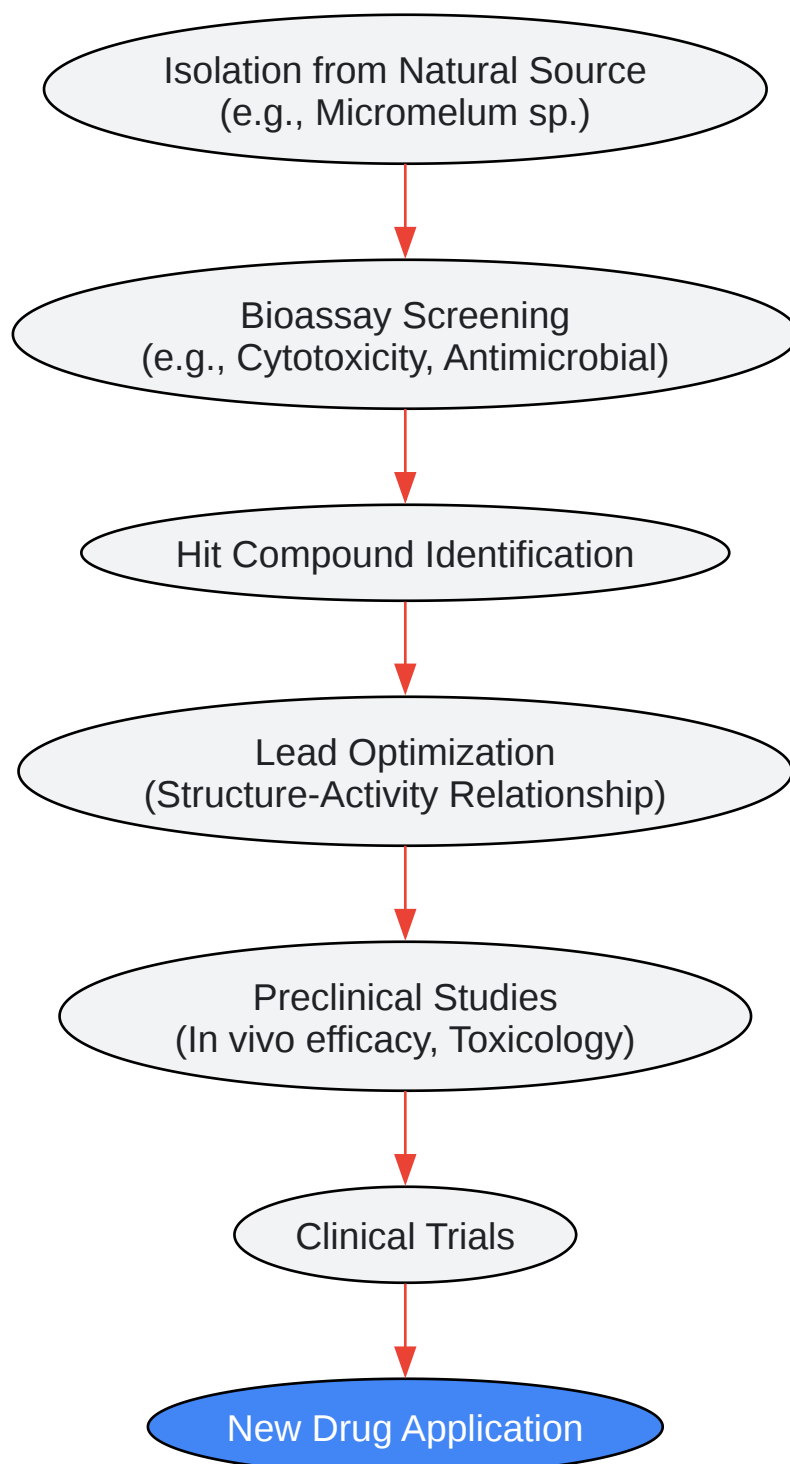 Isolation from Natural Source
(e.g., Micromelum sp.)
Bioassay Screening
(e.g., Cytotoxicity, Antimicrobial)
Hit Compound Identification
Lead Optimization
(Structure-Activity Relationship)
Preclinical Studies
(In vivo efficacy, Toxicology)
Clinical Trials
New Drug Application